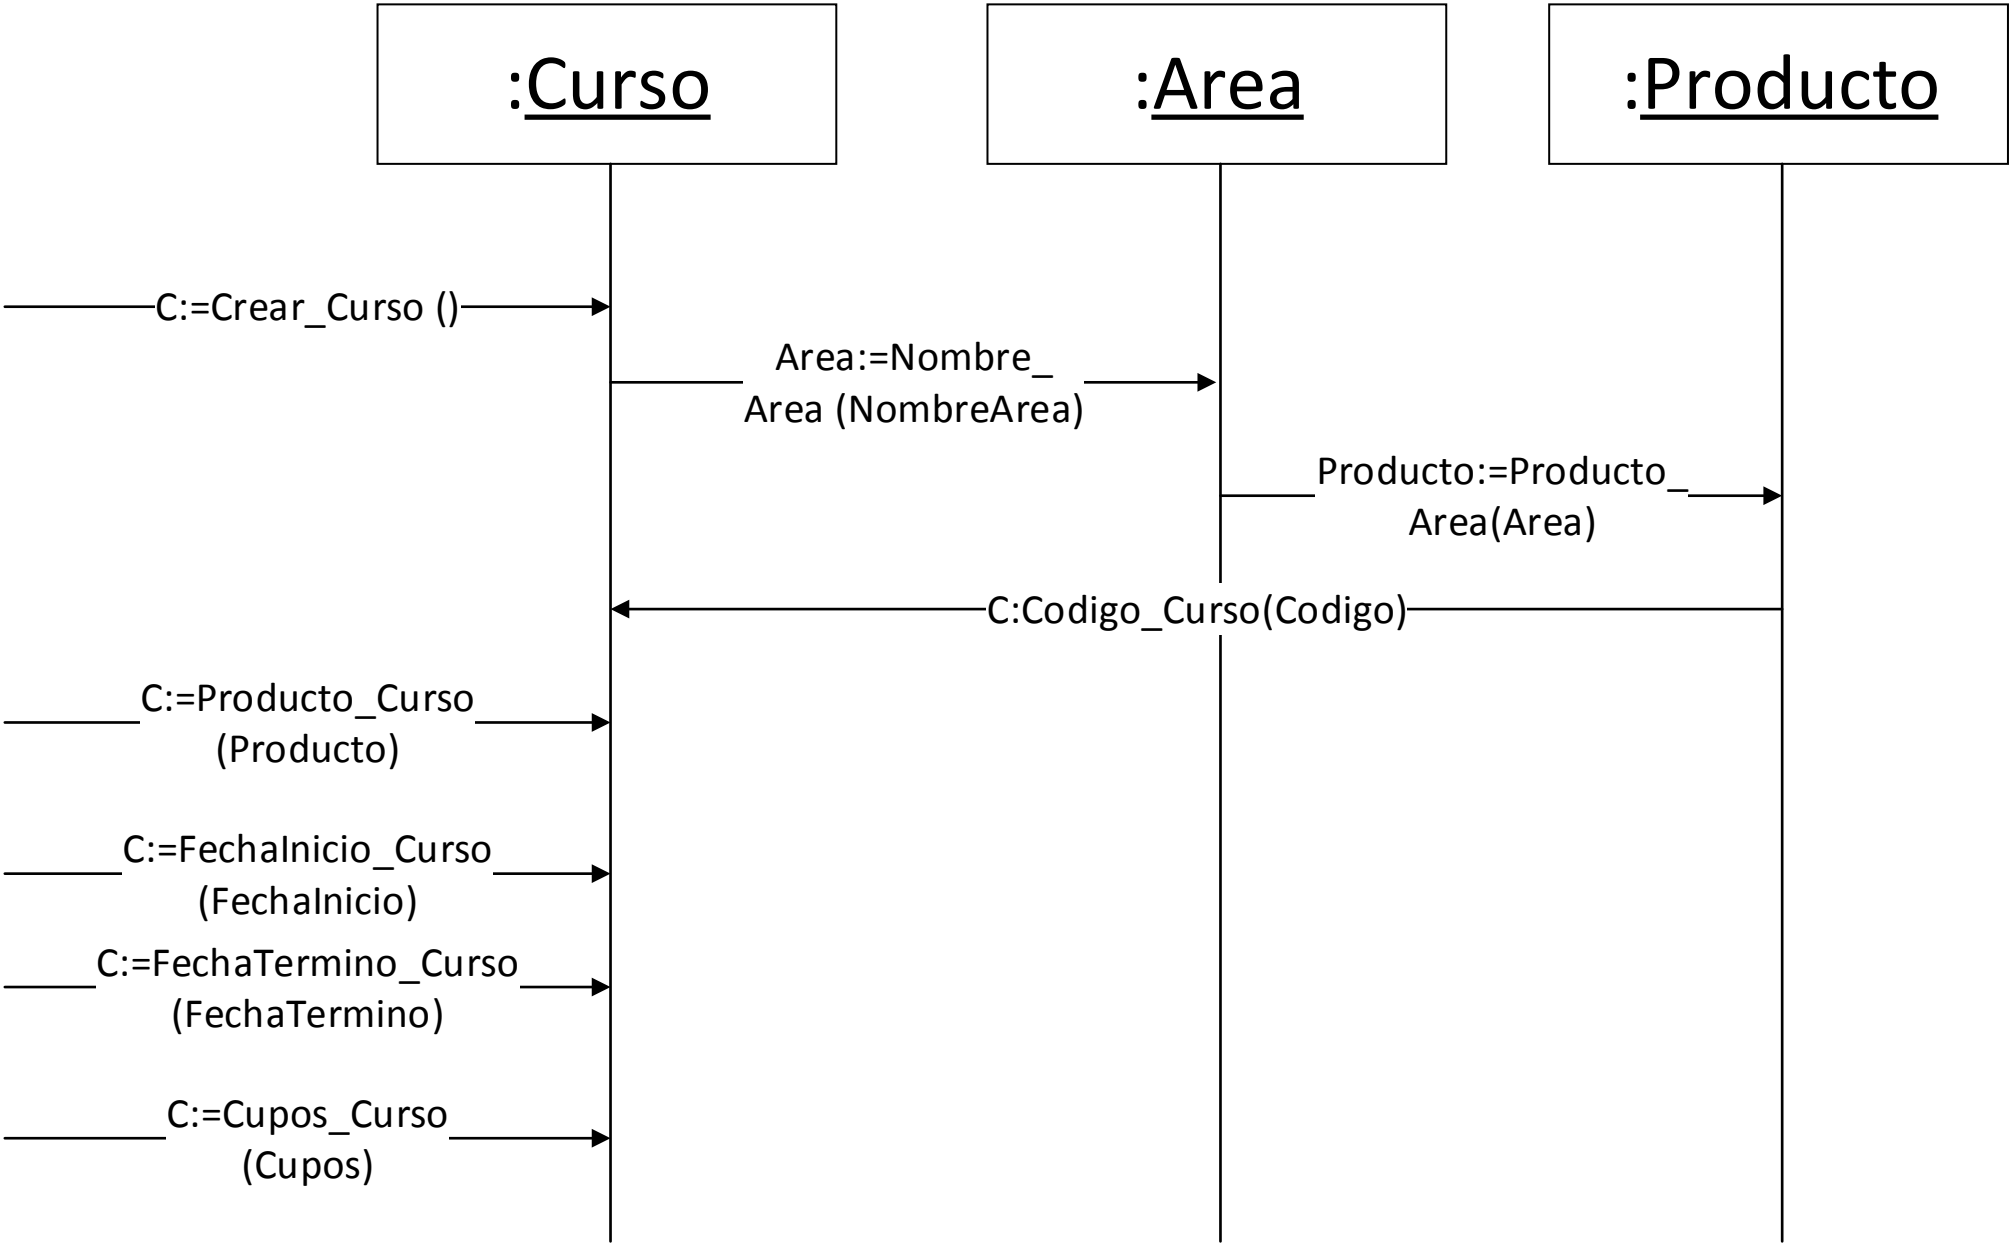 :Curso
:Area
:Producto
C:=Crear_Curso ()
Area:=Nombre_
Area (NombreArea)
Producto:=Producto_
Area(Area)
C:Codigo_Curso(Codigo)
C:=Producto_Curso
(Producto)
C:=FechaInicio_Curso
(FechaInicio)
C:=FechaTermino_Curso
(FechaTermino)
C:=Cupos_Curso
(Cupos)